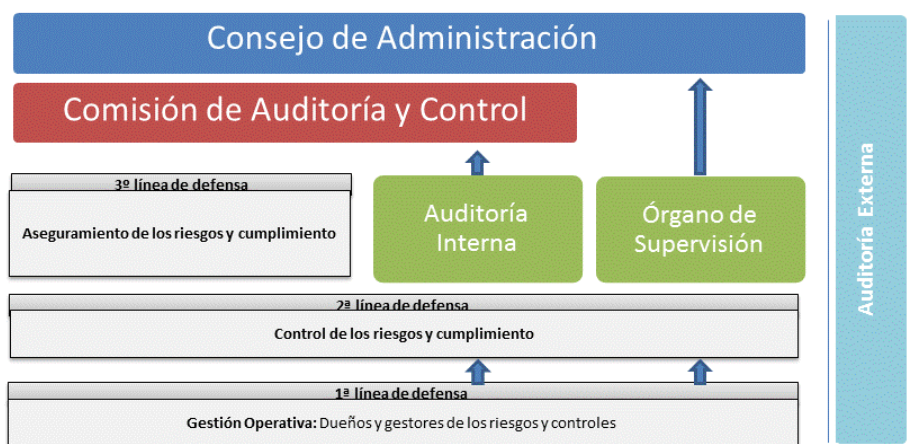 Consejo de Administración
Comisión de Auditoría y Control
3º línea de defensa
Aseguramiento de los riesgos y cumplimiento
Auditoría
Interna
Órgano de
Supervisión
2ª línea de defensa
Control de los riesgos y cumplimiento
1ª línea de defensa
Gestión Operativa: Dueños y gestores de los riesgos y controles
Auditoría Externa